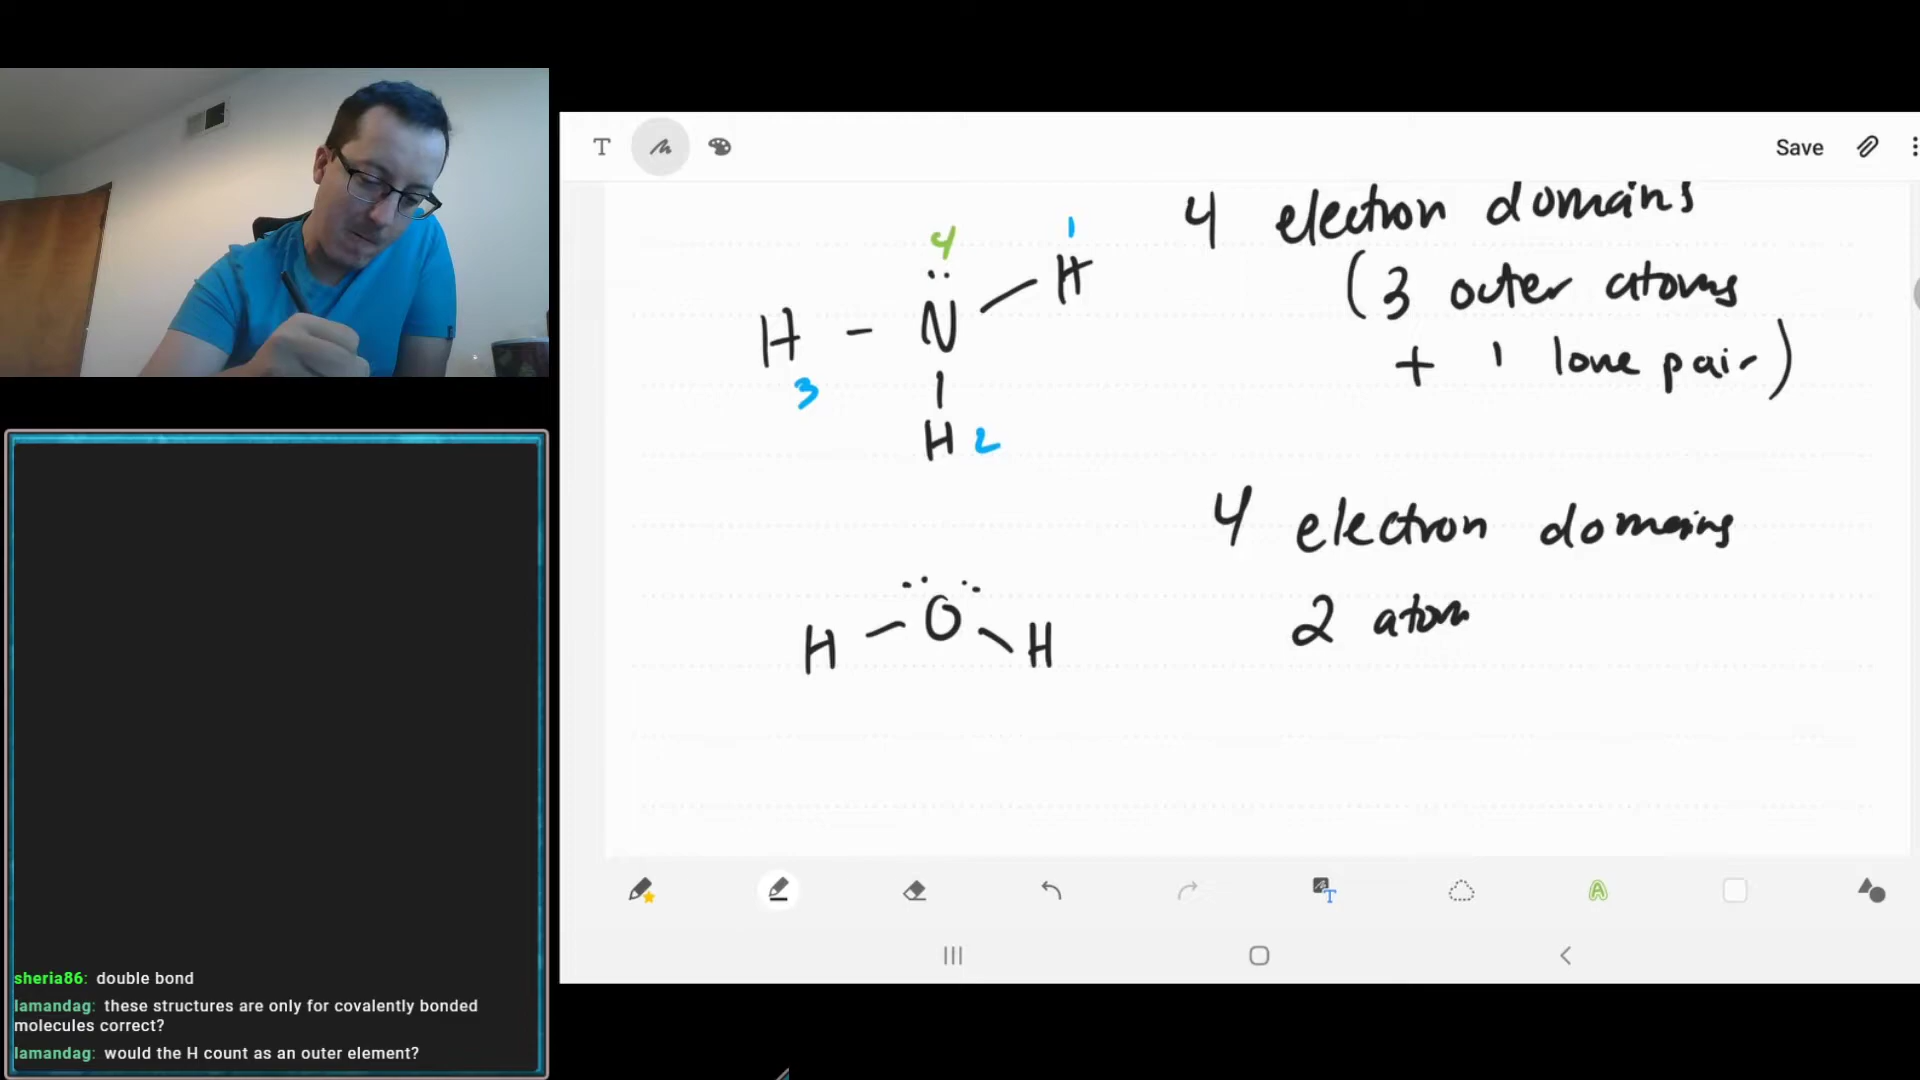 T
Save
4 electron domains
(3 outer atoms
+ 1 lone pair)
4
1
H - N - H
3
H 2
4 electron domains
2 atom
H - O - H
T
A
sheria86: double bond
lamandag: these structures are only for covalently bonded
molecules correct?
lamandag: would the H count as an outer element?